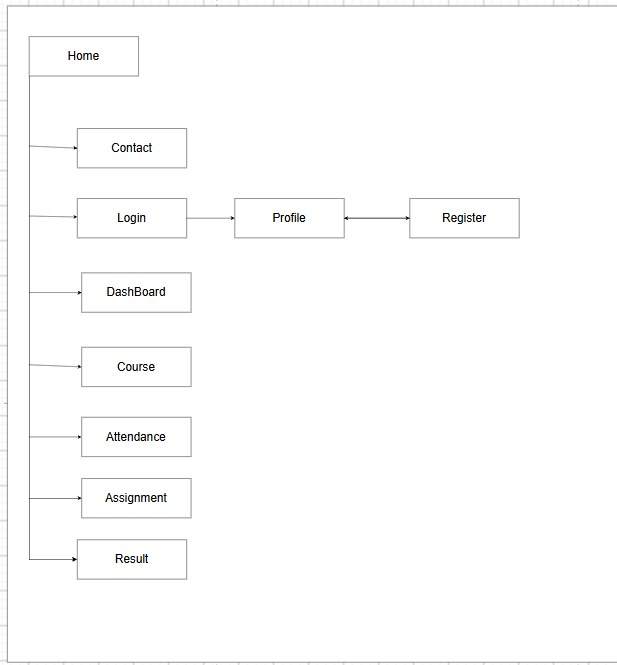 Home
Contact
Login
Profile
Register
DashBoard
Course
Attendance
Assignment
Result